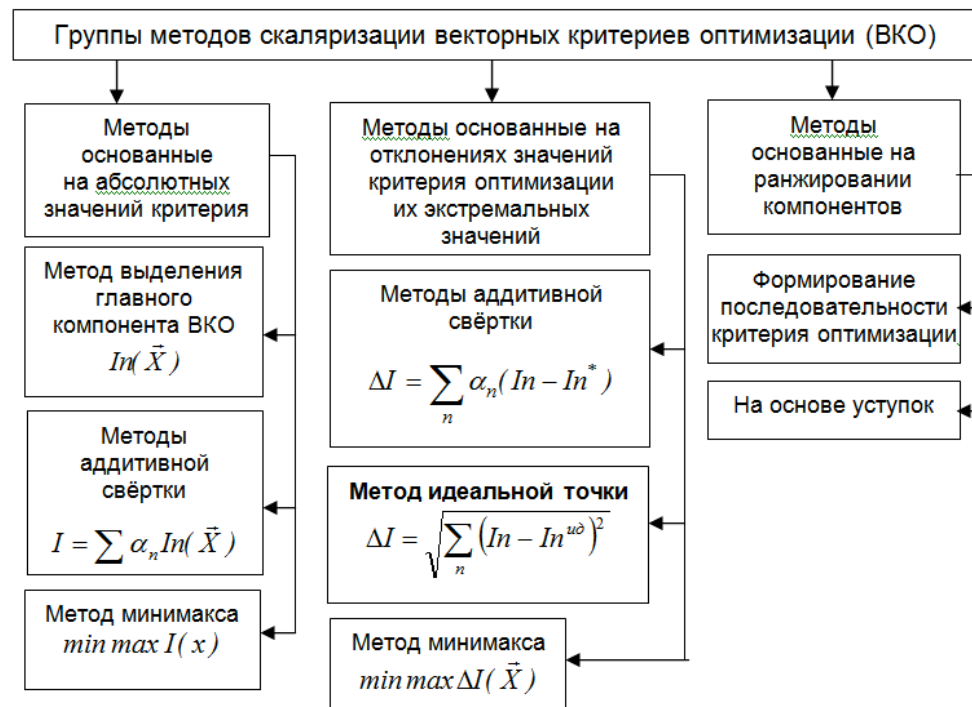 Группы методов скаляризации векторных критериев оптимизации (ВКО)
Методы
основанные
на абсолютных
значений критерия
Метод выделения
главного
компонента ВКО
In( X⃗ )
Методы
аддитивной
свёртки
I = ∑ αₙ In( X⃗ )
Метод минимакса
min max I( x )
Методы основанные на
отклонениях значений
критерия оптимизации
их экстремальных
значений
Методы аддитивной
свёртки
ΔI = ∑ₙ αₙ ( In − In* )
Метод идеальной точки
ΔI = √(∑ₙ (In − Inᵘᵈ)²)
Метод минимакса
min max ΔI( X⃗ )
Методы
основанные на
ранжировании
компонентов
Формирование
последовательности
критерия оптимизации
На основе уступок